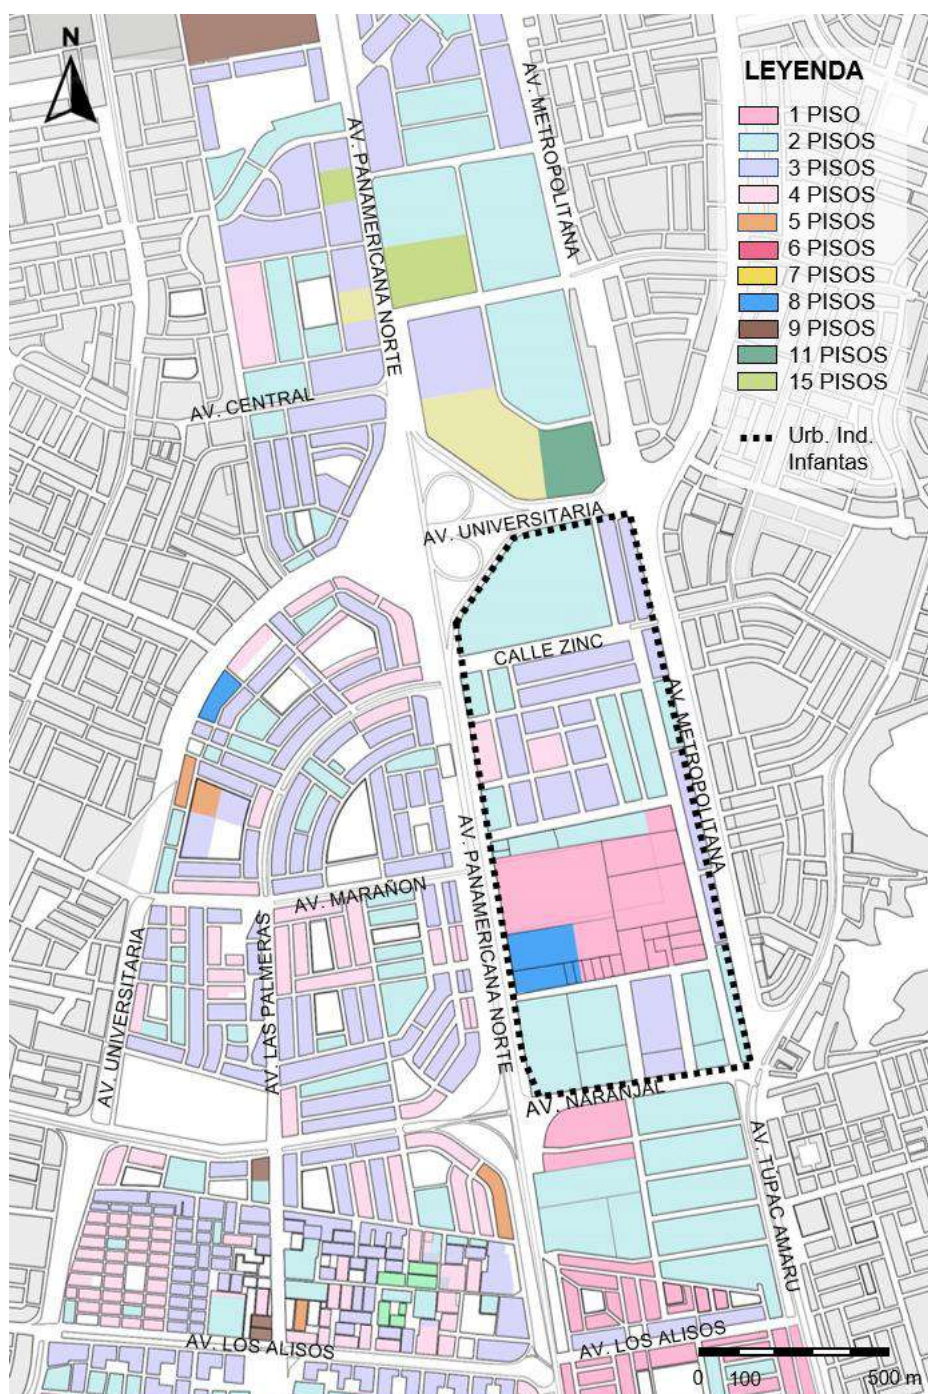 N
LEYENDA
1 PISO
2 PISOS
3 PISOS
4 PISOS
5 PISOS
6 PISOS
7 PISOS
8 PISOS
9 PISOS
11 PISOS
15 PISOS
Urb. Ind.
Infantas
AV. METROPOLITANA
AV. PANAMERICANA NORTE
AV. CENTRAL
AV. UNIVERSITARIA
CALLE ZINC
AV. METROPOLITANA
AV. PANAMERICANA NORTE
AV. MARAÑON
AV. UNIVERSITARIA
AV. LAS PALMERAS
AV. NARANJAL
AV. TUPAC AMARU
AV. LOS ALISOS
AV. LOS ALISOS
0 100 500 m